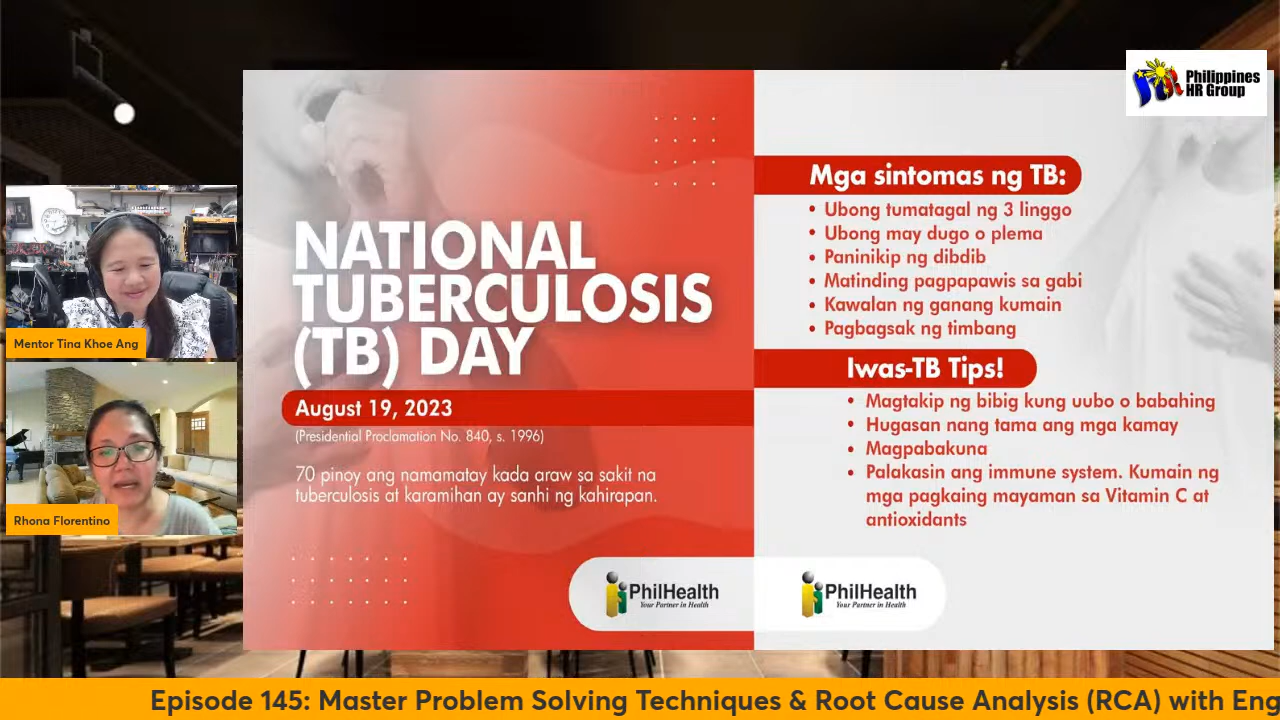 Philippines
HR Group
NATIONAL
TUBERCULOSIS
(TB) DAY
August 19, 2023
(Presidential Proclamation No. 840, s. 1996)
70 pinoy ang namamatay kada araw sa sakit na
tuberculosis at karamihan ay sanhi ng kahirapan.
Mga sintomas ng TB:
• Ubong tumatagal ng 3 linggo
• Ubong may dugo o plema
• Paninikip ng dibdib
• Matinding pagpapawis sa gabi
• Kawalan ng ganang kumain
• Pagbagsak ng timbang
Iwas-TB Tips!
• Magtakip ng bibig kung uubo o babahing
• Hugasan nang tama ang mga kamay
• Magpabakuna
• Palakasin ang immune system. Kumain ng
mga pagkaing mayaman sa Vitamin C at
antioxidants
PhilHealth
Your Partner in Health
PhilHealth
Your Partner in Health
Mentor Tina Khoe Ang
Rhona Florentino
Episode 145: Master Problem Solving Techniques & Root Cause Analysis (RCA) with Eng